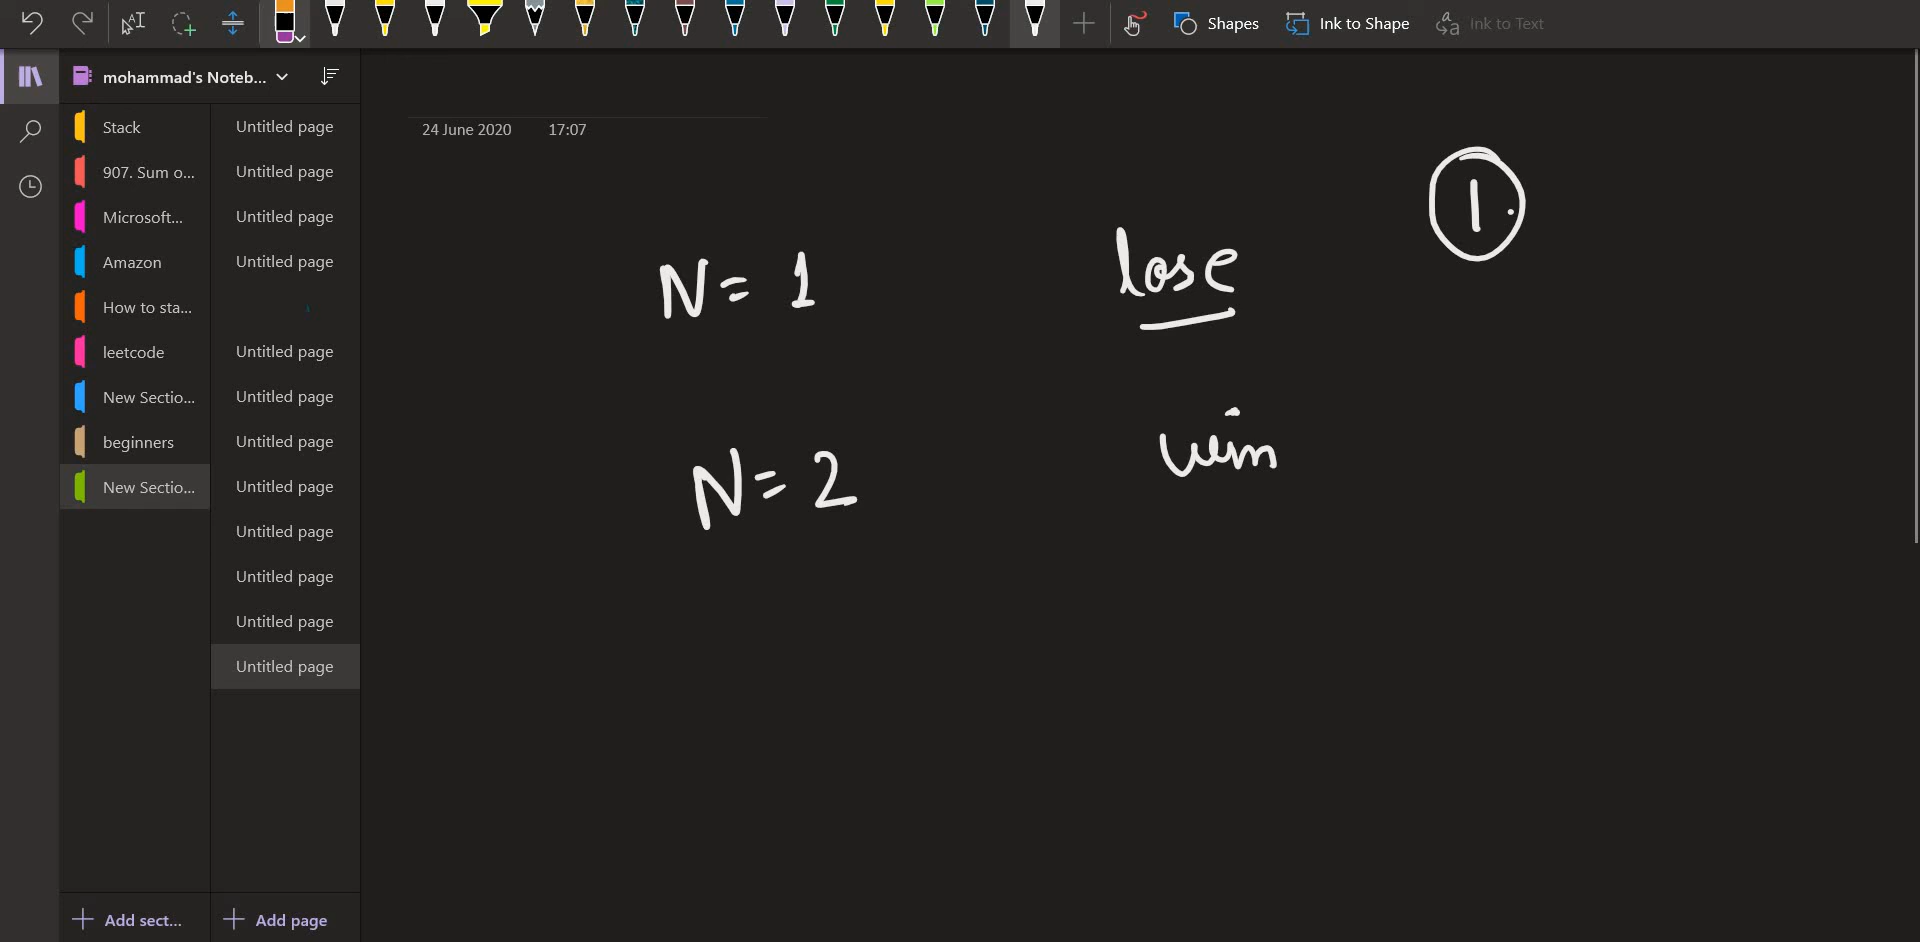 Shapes
Ink to Shape
Ink to Text
mohammad's Noteb...
Stack
907. Sum o...
Microsoft...
Amazon
How to sta...
leetcode
New Sectio...
beginners
New Sectio...
Add sect...
Untitled page
Untitled page
Untitled page
Untitled page
Untitled page
Untitled page
Untitled page
Untitled page
Untitled page
Untitled page
Untitled page
Untitled page
Add page
24 June 2020 17:07
1
N = 1 lose
N = 2 win